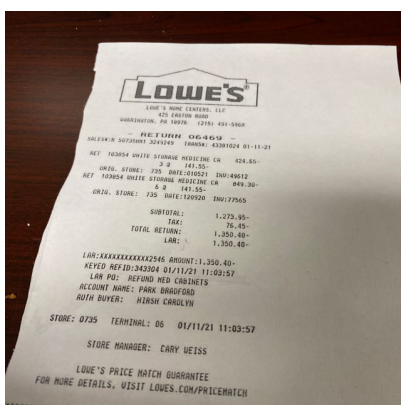 LOWE'S
LOWE'S HOME CENTERS, LLC
425 EASTON ROAD
WARRINGTON, PA 18976 (215) 491-5968
- RETURN 06469 -
SALES#: 3249249 TRANS#: 43301024 01-11-21
RET 103054 WHITE STORAGE MEDICINE CA 424.65-
3 @ 141.55-
ORIG. STORE: 735 DATE:010521 INV:49612
RET 103054 WHITE STORAGE MEDICINE CA 849.30-
6 @ 141.55-
ORIG. STORE: 735 DATE:120920 INV:77565
SUBTOTAL: 1,273.95-
TAX: 76.45-
TOTAL RETURN: 1,350.40-
LAR: 1,350.40-
LAR:XXXXXXXXXXXX2546 AMOUNT:1,350.40-
KEYED REFID:343304 01/11/21 11:03:57
LAR PO: REFUND MED CABINETS
ACCOUNT NAME: PARK BRADFORD
AUTH BUYER: HIRSH CAROLYN
STORE: 0735 TERMINAL: 06 01/11/21 11:03:57
STORE MANAGER: CARY WEISS
LOWE'S PRICE MATCH GUARANTEE
FOR MORE DETAILS, VISIT LOWES.COM/PRICEMATCH